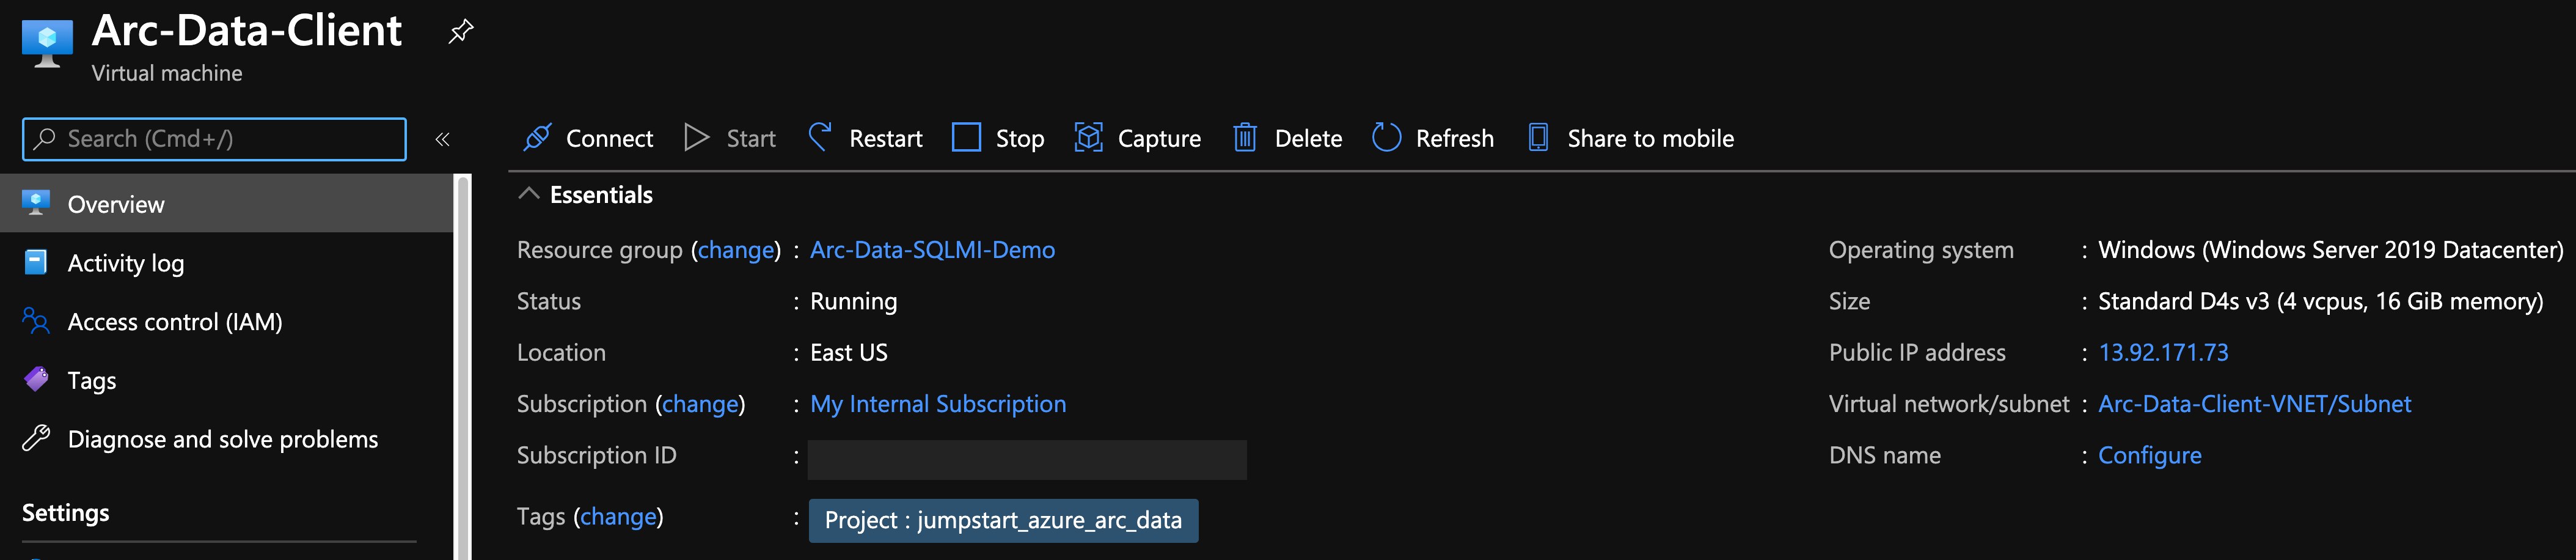 Arc-Data-Client
Virtual machine
Search (Cmd+/)
«
Connect
Start
Restart
Stop
Capture
Delete
Refresh
Share to mobile
Overview
Activity log
Access control (IAM)
Tags
Diagnose and solve problems
Settings
Essentials
Resource group (change) : Arc-Data-SQLMI-Demo
Status : Running
Location : East US
Subscription (change) : My Internal Subscription
Subscription ID :
Tags (change) : Project : jumpstart_azure_arc_data
Operating system : Windows (Windows Server 2019 Datacenter)
Size : Standard D4s v3 (4 vcpus, 16 GiB memory)
Public IP address : 13.92.171.73
Virtual network/subnet : Arc-Data-Client-VNET/Subnet
DNS name : Configure